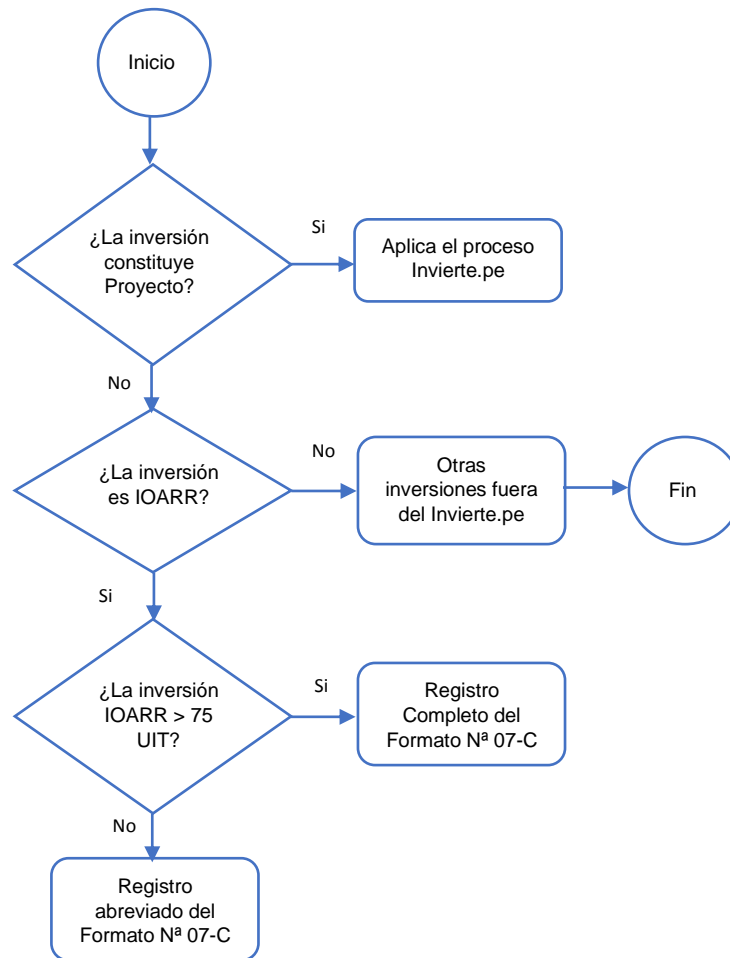 Inicio
¿La inversión
constituye
Proyecto?
Si
Aplica el proceso
Invierte.pe
No
¿La inversión
es IOARR?
No
Otras
inversiones fuera
del Invierte.pe
Fin
Si
¿La inversión
IOARR > 75
UIT?
Si
Registro
Completo del
Formato Nª 07-C
No
Registro
abreviado del
Formato Nª 07-C